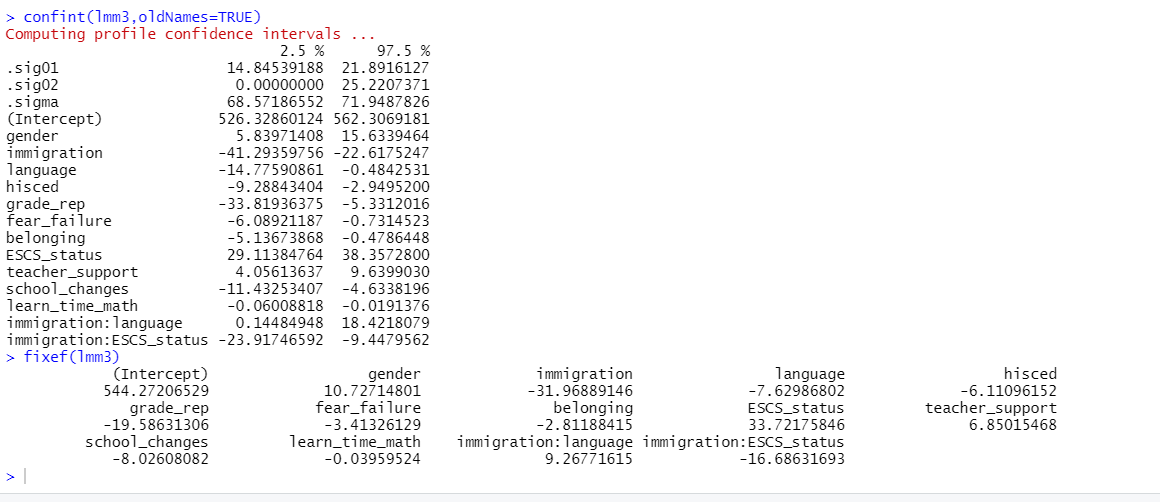 > confint(lmm3,oldNames=TRUE)
Computing profile confidence intervals ...
                            2.5 %      97.5 %
.sig01                14.84539188  21.8916127
.sig02                 0.00000000  25.2207371
.sigma                68.57186552  71.9487826
(Intercept)          526.32860124 562.3069181
gender                 5.83971408  15.6339464
immigration          -41.29359756 -22.6175247
language             -14.77590861  -0.4842531
hisced                -9.28843404  -2.9495200
grade_rep            -33.81936375  -5.3312016
fear_failure          -6.08921187  -0.7314523
belonging             -5.13673868  -0.4786448
ESCS_status           29.11384764  38.3572800
teacher_support        4.05613637   9.6399030
school_changes       -11.43253407  -4.6338196
learn_time_math       -0.06008818  -0.0191376
immigration:language   0.14484948  18.4218079
immigration:ESCS_status -23.91746592  -9.4479562
> fixef(lmm3)
(Intercept) gender immigration language hisced
544.27206529 10.72714801 -31.96889146 -7.62986802 -6.11096152
grade_rep fear_failure belonging ESCS_status teacher_support
-19.58631306 -3.41326129 -2.81188415 33.72175846 6.85015468
school_changes learn_time_math immigration:language immigration:ESCS_status
-8.02608082 -0.03959524 9.26771615 -16.68631693
>